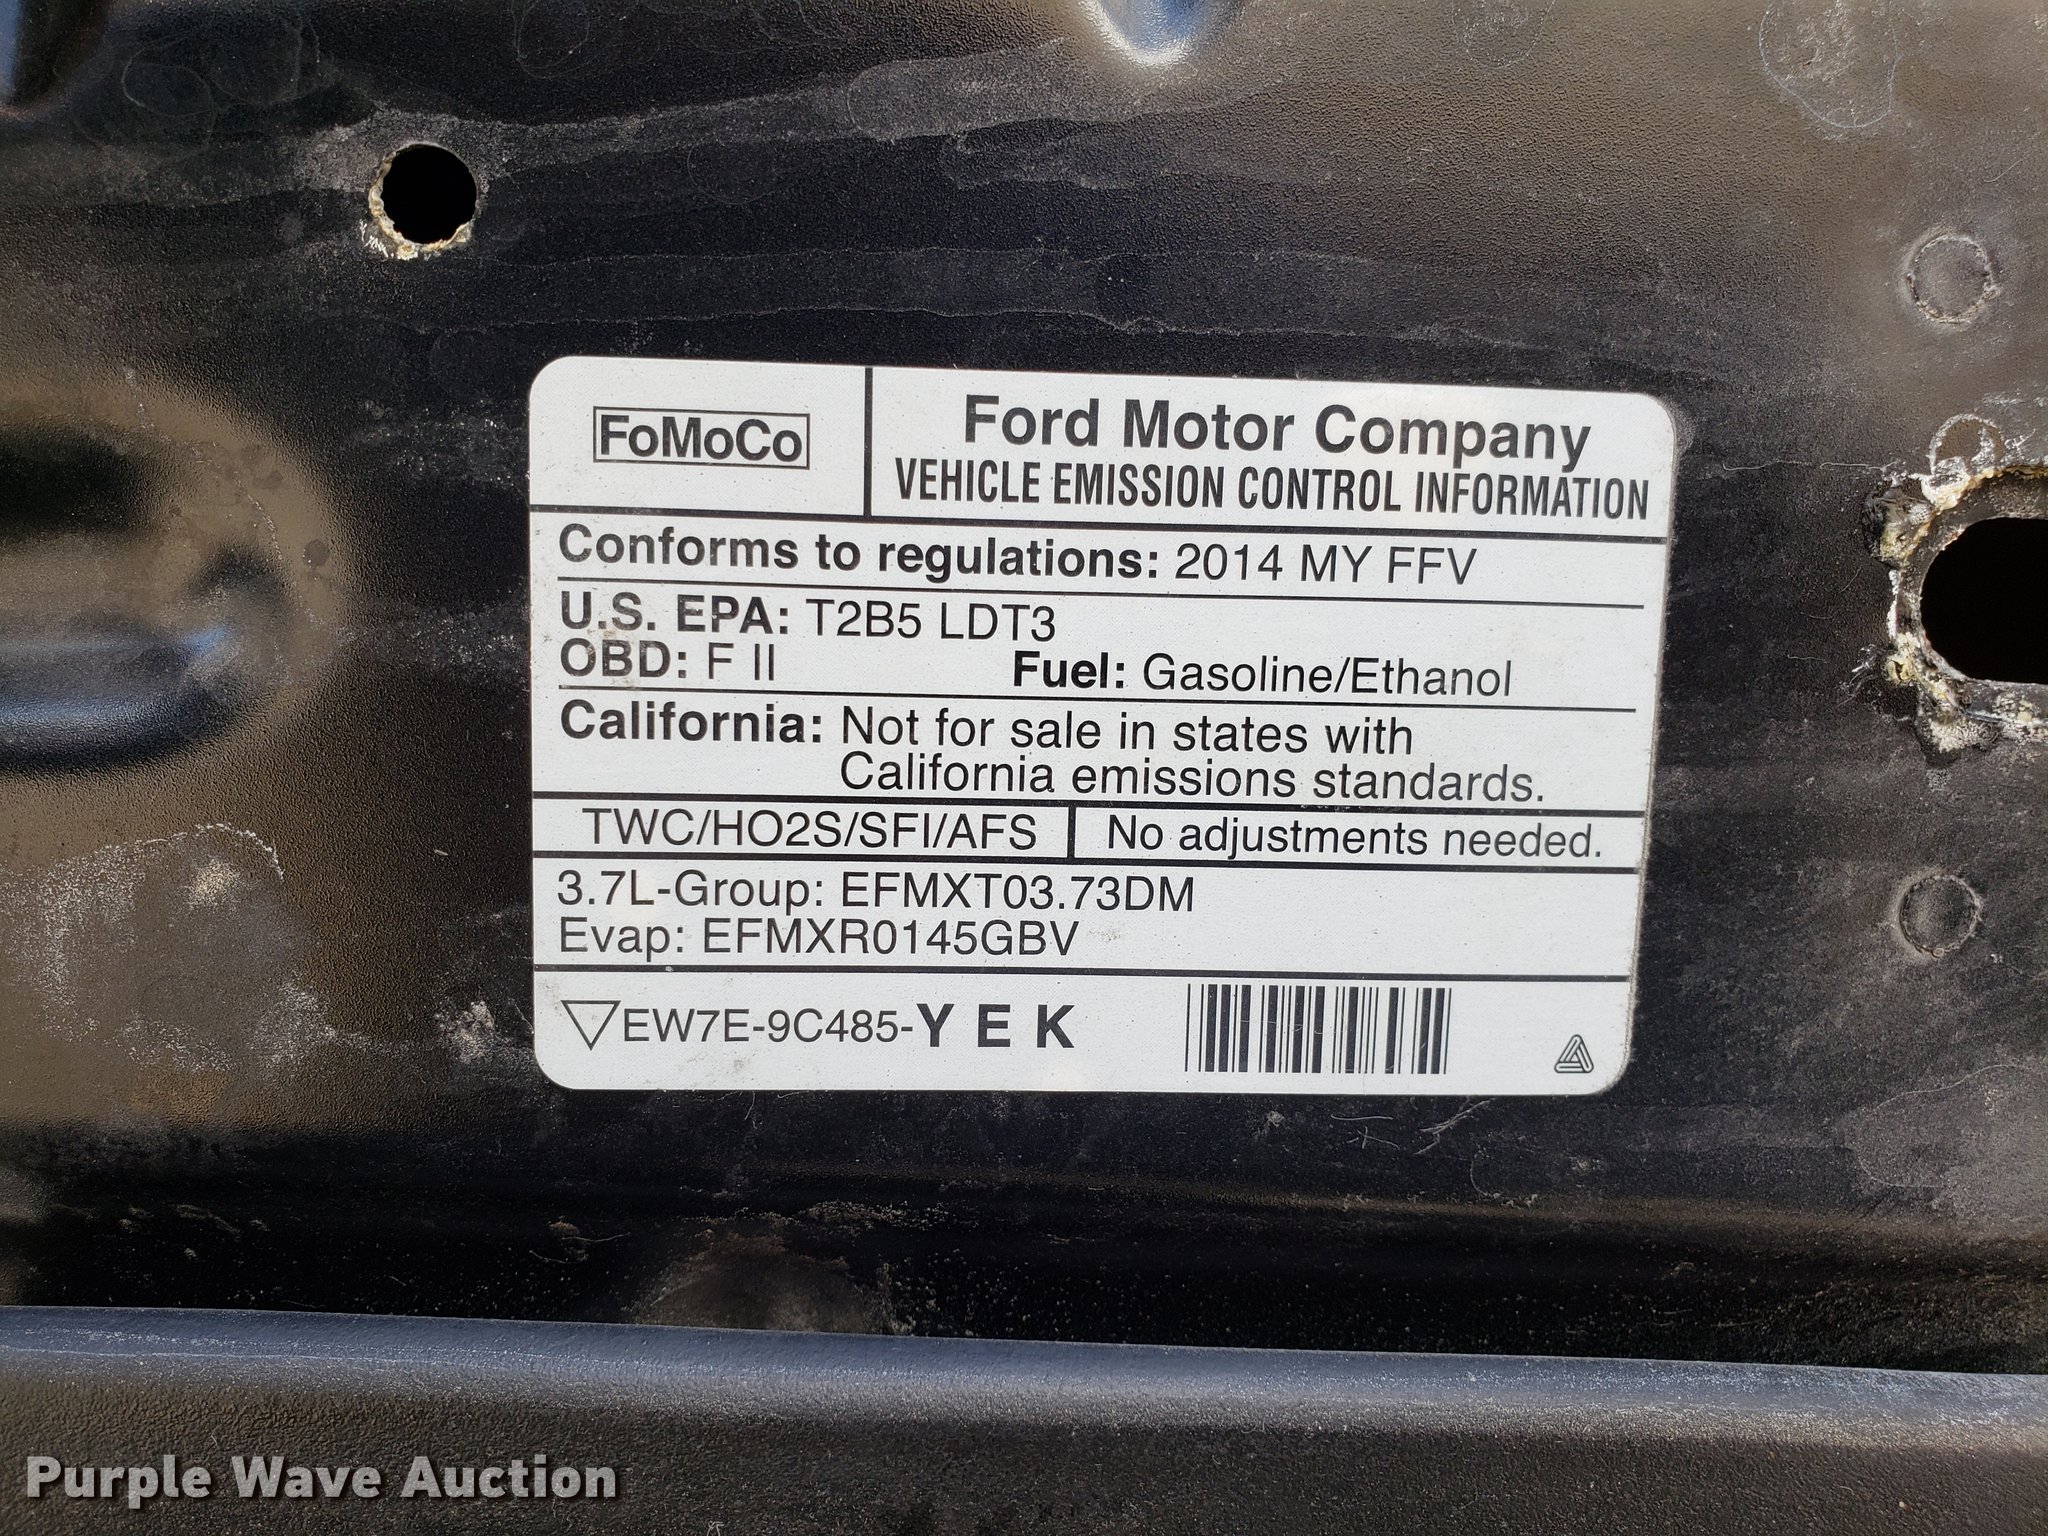 FoMoCo
Ford Motor Company
VEHICLE EMISSION CONTROL INFORMATION
Conforms to regulations: 2014 MY FFV
U.S. EPA: T2B5 LDT3
OBD: F II Fuel: Gasoline/Ethanol
California: Not for sale in states with
California emissions standards.
TWC/HO2S/SFI/AFS No adjustments needed.
3.7L-Group: EFMXT03.73DM
Evap: EFMXR0145GBV
EW7E-9C485-Y E K
Purple Wave Auction